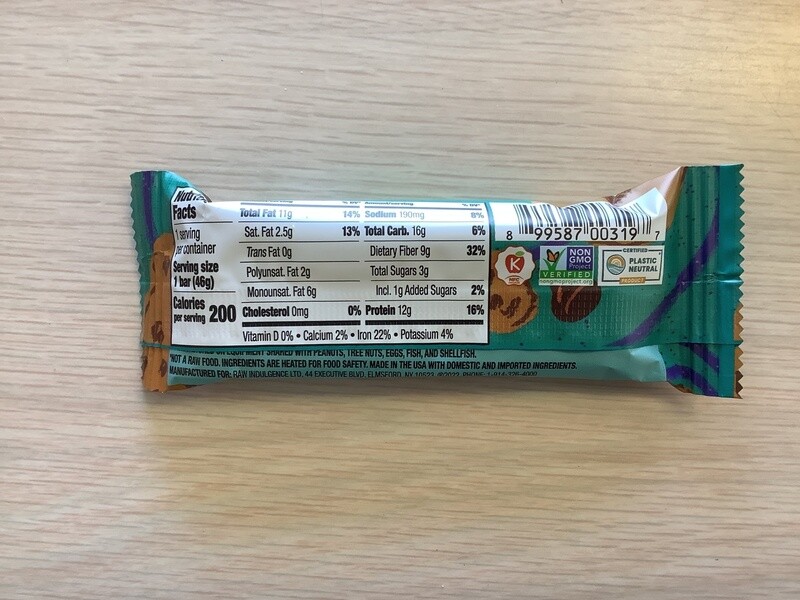 Facts
1 serving
per container
Serving size
1 bar (46g)
Calories
per serving 200
Total Fat 11g 14%
Sat. Fat 2.5g 13%
Trans Fat 0g
Polyunsat. Fat 2g
Monounsat. Fat 6g
Cholesterol 0mg 0%
Sodium 190mg 8%
Total Carb. 16g 6%
Dietary Fiber 9g 32%
Total Sugars 3g
Incl. 1g Added Sugars 2%
Protein 12g 16%
Vitamin D 0% • Calcium 2% • Iron 22% • Potassium 4%
8 99587 00319 7
K
NON
GMO
Project
VERIFIED
nongmoproject.org
CERTIFIED
PLASTIC
NEUTRAL
PRODUCT
ON EQUIPMENT SHARED WITH PEANUTS, TREE NUTS, EGGS, FISH, AND SHELLFISH.
*NOT A RAW FOOD. INGREDIENTS ARE HEATED FOR FOOD SAFETY. MADE IN THE USA WITH DOMESTIC AND IMPORTED INGREDIENTS.
MANUFACTURED FOR: RAW INDULGENCE LTD. 44 EXECUTIVE BLVD. ELMSFORD, NY 10523